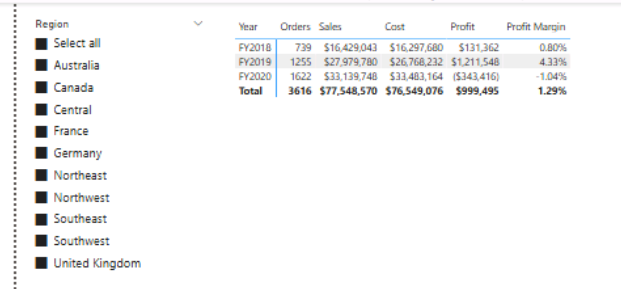 Region
Select all
Australia
Canada
Central
France
Germany
Northeast
Northwest
Southeast
Southwest
United Kingdom
Year Orders Sales Cost Profit Profit Margin
FY2018 739 $16,429,043 $16,297,680 $131,362 0.80%
FY2019 1255 $27,979,780 $26,768,232 $1,211,548 4.33%
FY2020 1622 $33,139,748 $33,483,164 ($343,416) -1.04%
Total 3616 $77,548,570 $76,549,076 $999,495 1.29%